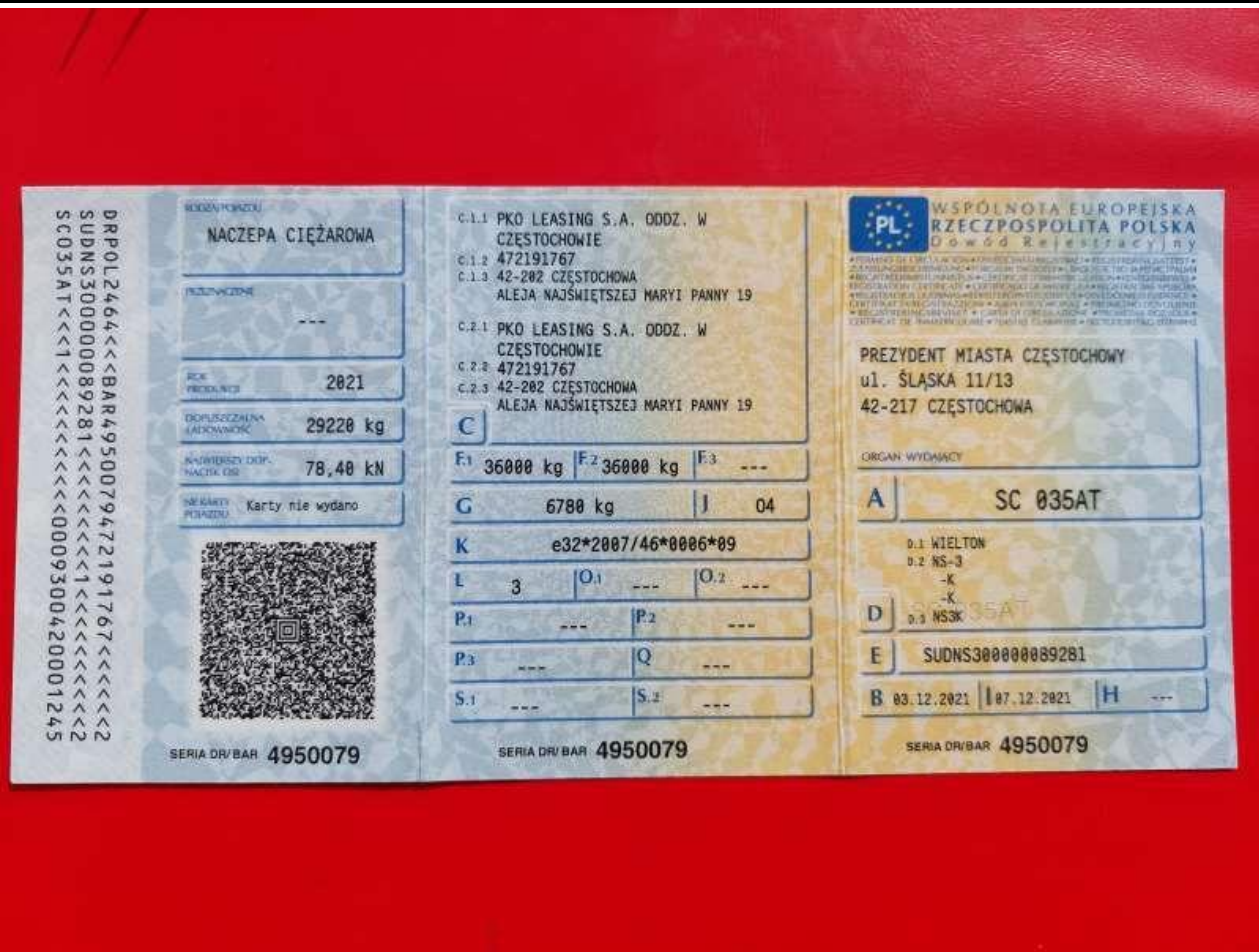 DRPOL2464<<<BAR4950079472191767<<<<<<2
SUDNS300000089281<<<<<<<1<<<<<<<<<2
SC035AT<<<1<<<<<<<<<<<0009300420001245
RODZAJ POJAZDU
NACZEPA CIĘŻAROWA
PRZEZNACZENIE
---
ROK PRODUKCJI
2021
DOPUSZCZALNA ŁADOWNOŚĆ
29220 kg
NAJWIĘKSZY DOP. NACISK OSI
78,40 kN
NR KARTY POJAZDU
Karty nie wydano
SERIA DR/BAR 4950079
C.1.1 PKO LEASING S.A. ODDZ. W
CZĘSTOCHOWIE
C.1.2 472191767
C.1.3 42-202 CZĘSTOCHOWA
ALEJA NAJŚWIĘTSZEJ MARYI PANNY 19
C.2.1 PKO LEASING S.A. ODDZ. W
CZĘSTOCHOWIE
C.2.2 472191767
C.2.3 42-202 CZĘSTOCHOWA
ALEJA NAJŚWIĘTSZEJ MARYI PANNY 19
C
F.1 36000 kg F.2 36000 kg F.3 ---
G 6780 kg J 04
K e32*2007/46*0006*09
L 3 O.1 --- O.2 ---
P.1 --- P.2 ---
P.3 --- Q ---
S.1 --- S.2 ---
SERIA DR/BAR 4950079
PL
WSPÓLNOTA EUROPEJSKA
RZECZPOSPOLITA POLSKA
Dowód Rejestracyjny
PREZYDENT MIASTA CZĘSTOCHOWY
ul. ŚLĄSKA 11/13
42-217 CZĘSTOCHOWA
ORGAN WYDAJĄCY
A SC 035AT
D.1 WIELTON
D.2 NS-3
-K
-K
D D.3 NS3K
E SUDNS300000089281
B 03.12.2021 I 07.12.2021 H ---
SERIA DR/BAR 4950079